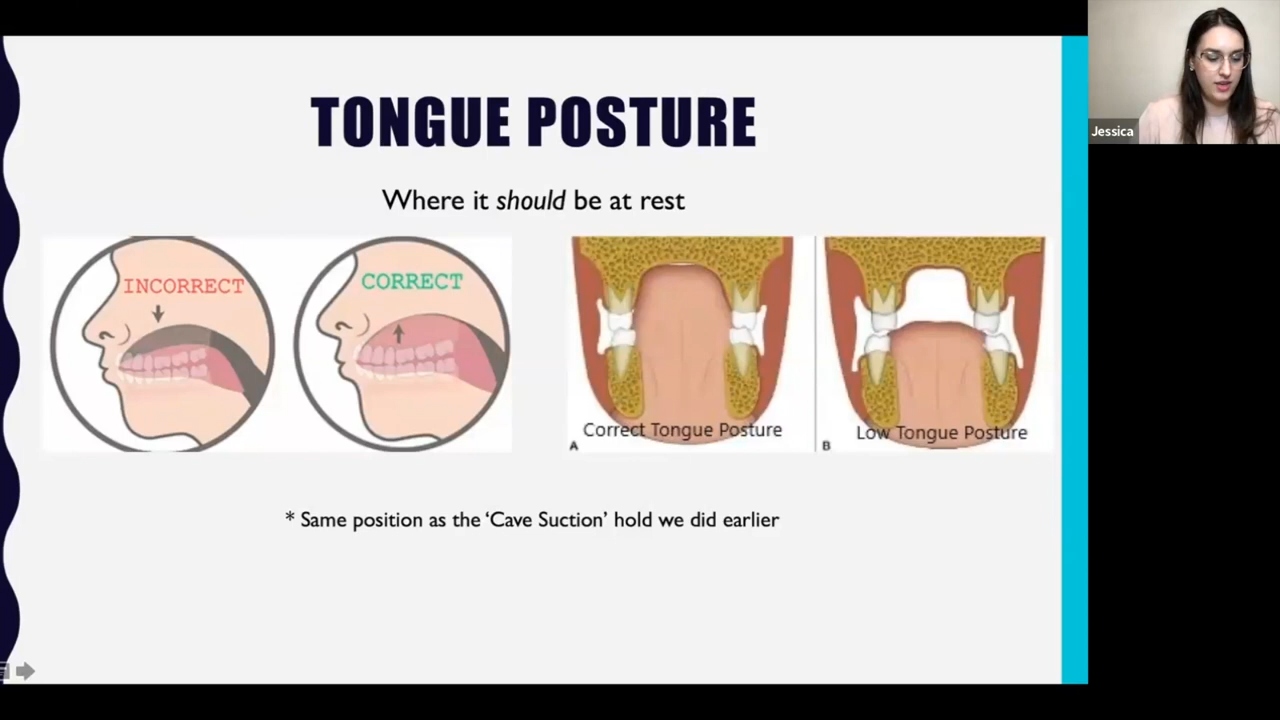 TONGUE POSTURE
Where it should be at rest
INCORRECT
CORRECT
Correct Tongue Posture
A
Low Tongue Posture
B
* Same position as the ‘Cave Suction’ hold we did earlier
Jessica